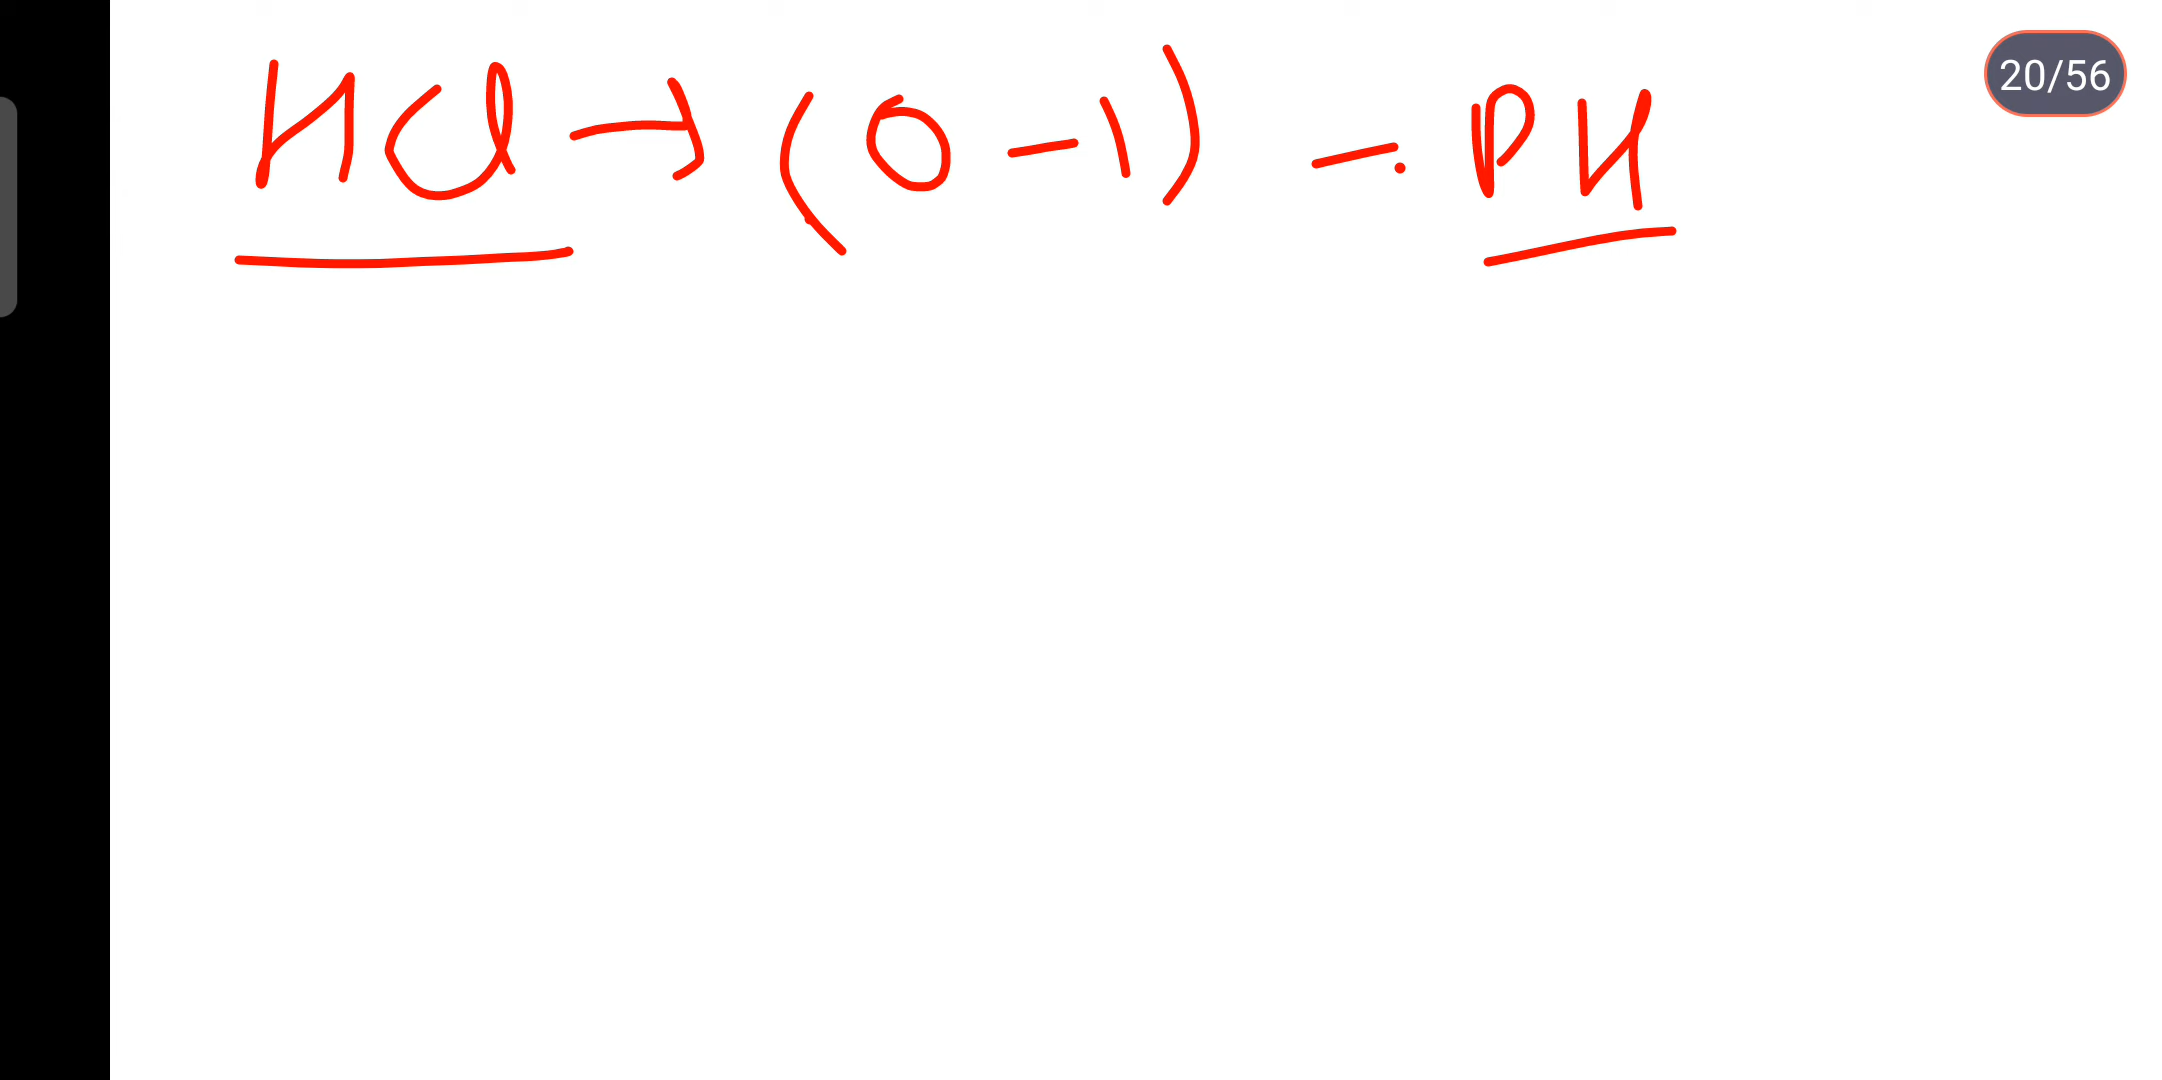 HCl → (0 - 1) - . PH
20/56